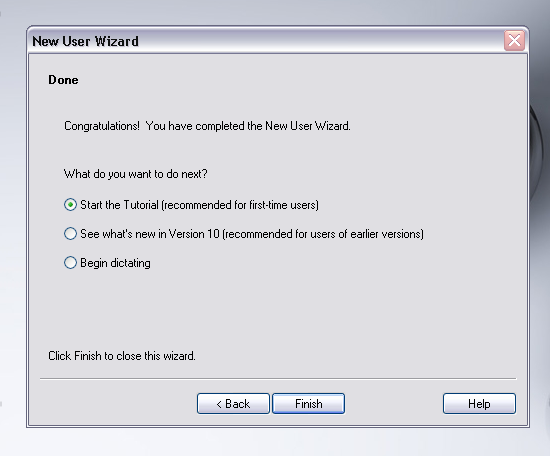 New User Wizard
Done
Congratulations!  You have completed the New User Wizard.
What do you want to do next?
Start the Tutorial (recommended for first-time users)
See what's new in Version 10 (recommended for users of earlier versions)
Begin dictating
Click Finish to close this wizard.
< Back Finish Help